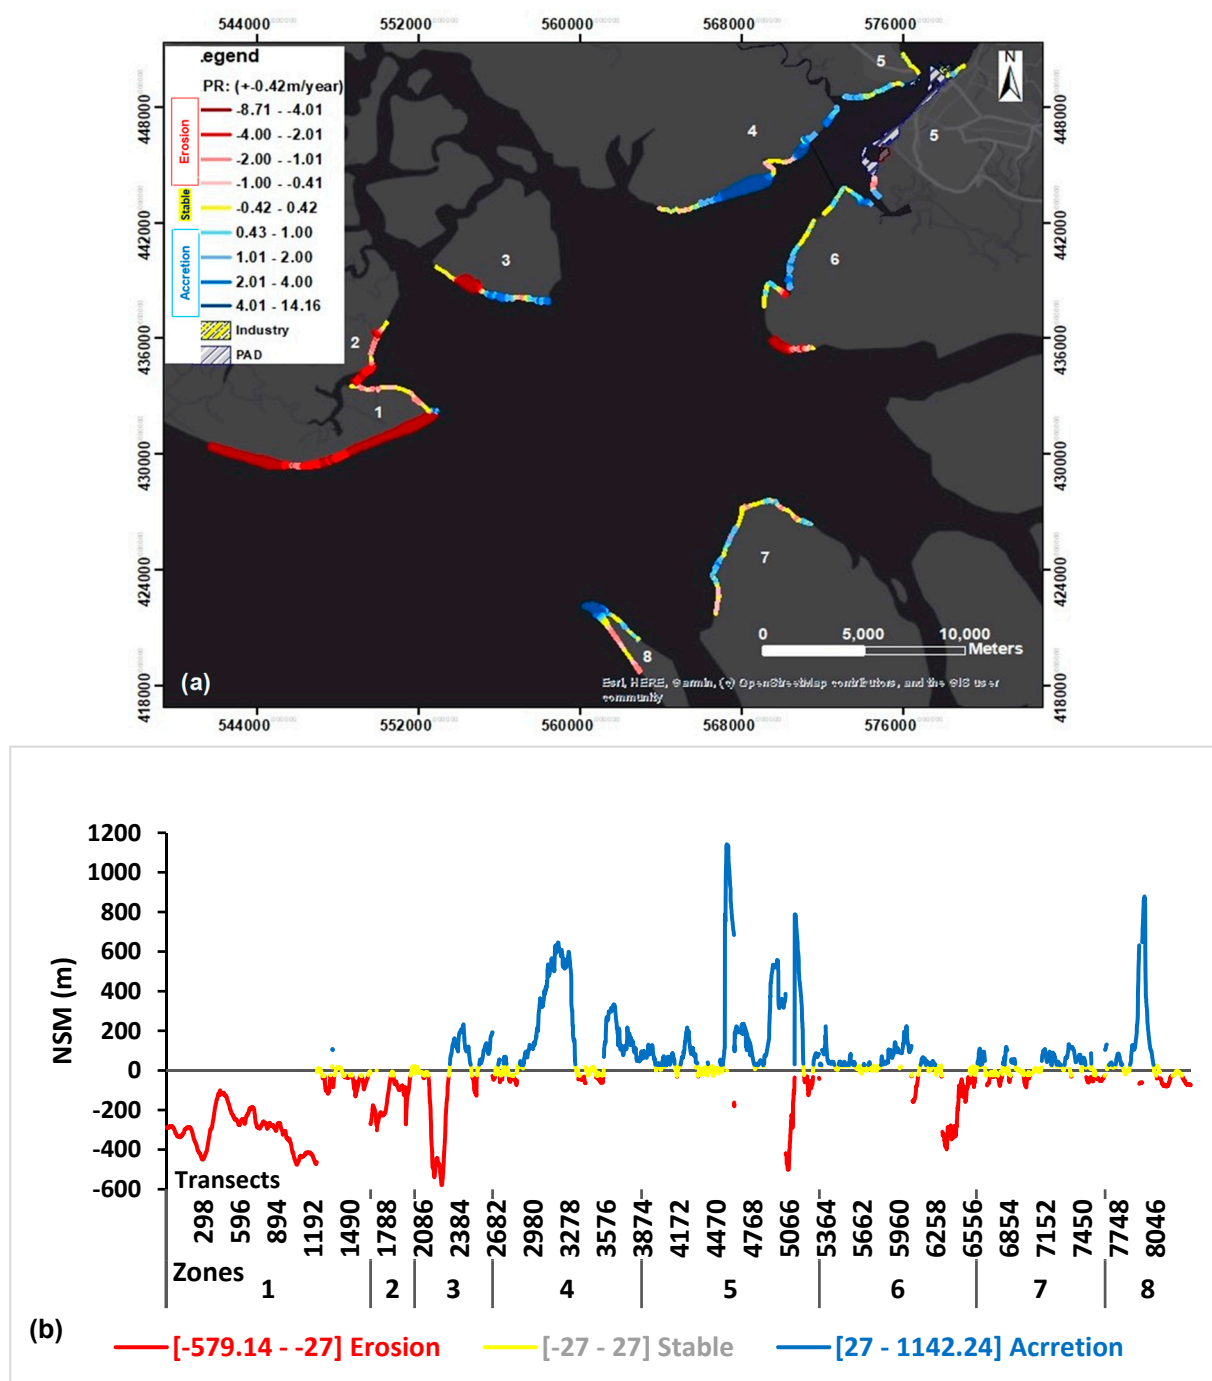 544000 552000 560000 568000 576000
.egend
PR: (+-0.42m/year)
Erosion
-8.71 - -4.01
-4.00 - -2.01
-2.00 - -1.01
-1.00 - -0.41
Stable
-0.42 - 0.42
Accretion
0.43 - 1.00
1.01 - 2.00
2.01 - 4.00
4.01 - 14.16
Industry
PAD
N
448000 448000
442000 442000
436000 436000
430000 430000
424000 424000
418000 418000
5
4
5
3
6
2
1
7
8
0 5,000 10,000
Meters
Esri, HERE, Garmin, (c) OpenStreetMap contributors, and the GIS user
community
(a)
544000 552000 560000 568000 576000
NSM (m)
1200
1000
800
600
400
200
0
-200
-400
-600
Transects
298 596 894 1192 1490 1788 2086 2384 2682 2980 3278 3576 3874 4172 4470 4768 5066 5364 5662 5960 6258 6556 6854 7152 7450 7748 8046
Zones
1 2 3 4 5 6 7 8
(b)
[-579.14 - -27] Erosion [-27 - 27] Stable [27 - 1142.24] Acrretion